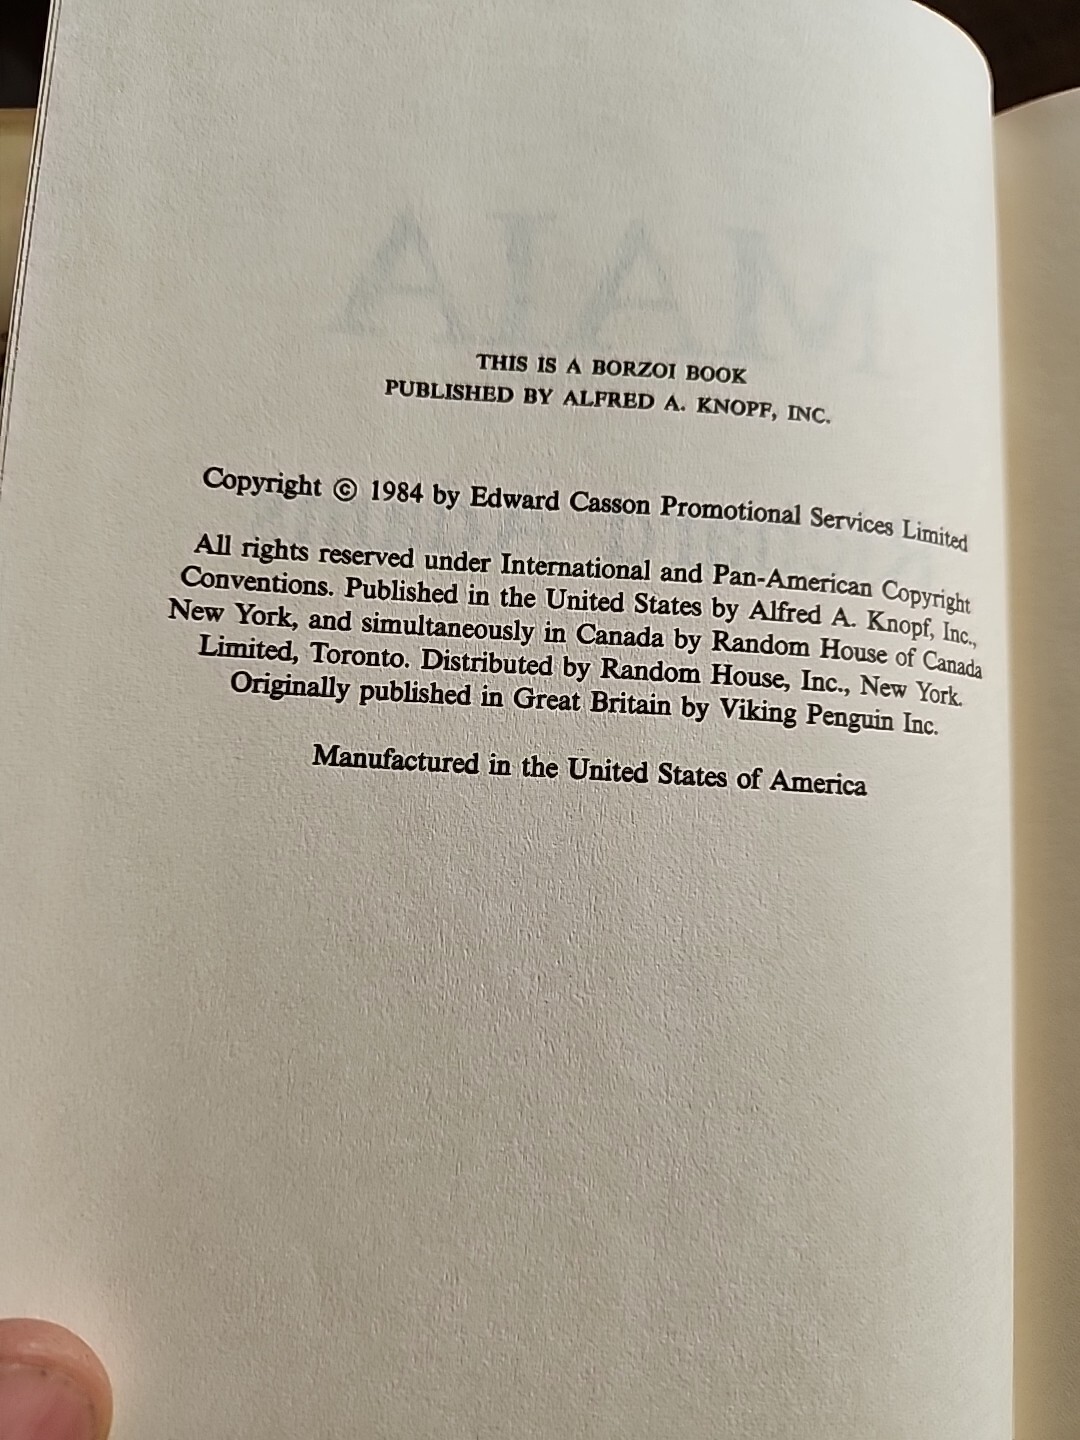 MAIA
THIS IS A BORZOI BOOK
PUBLISHED BY ALFRED A. KNOPF, INC.
Copyright © 1984 by Edward Casson Promotional Services Limited
All rights reserved under International and Pan-American Copyright
Conventions. Published in the United States by Alfred A. Knopf, Inc.,
New York, and simultaneously in Canada by Random House of Canada
Limited, Toronto. Distributed by Random House, Inc., New York.
Originally published in Great Britain by Viking Penguin Inc.
Manufactured in the United States of America